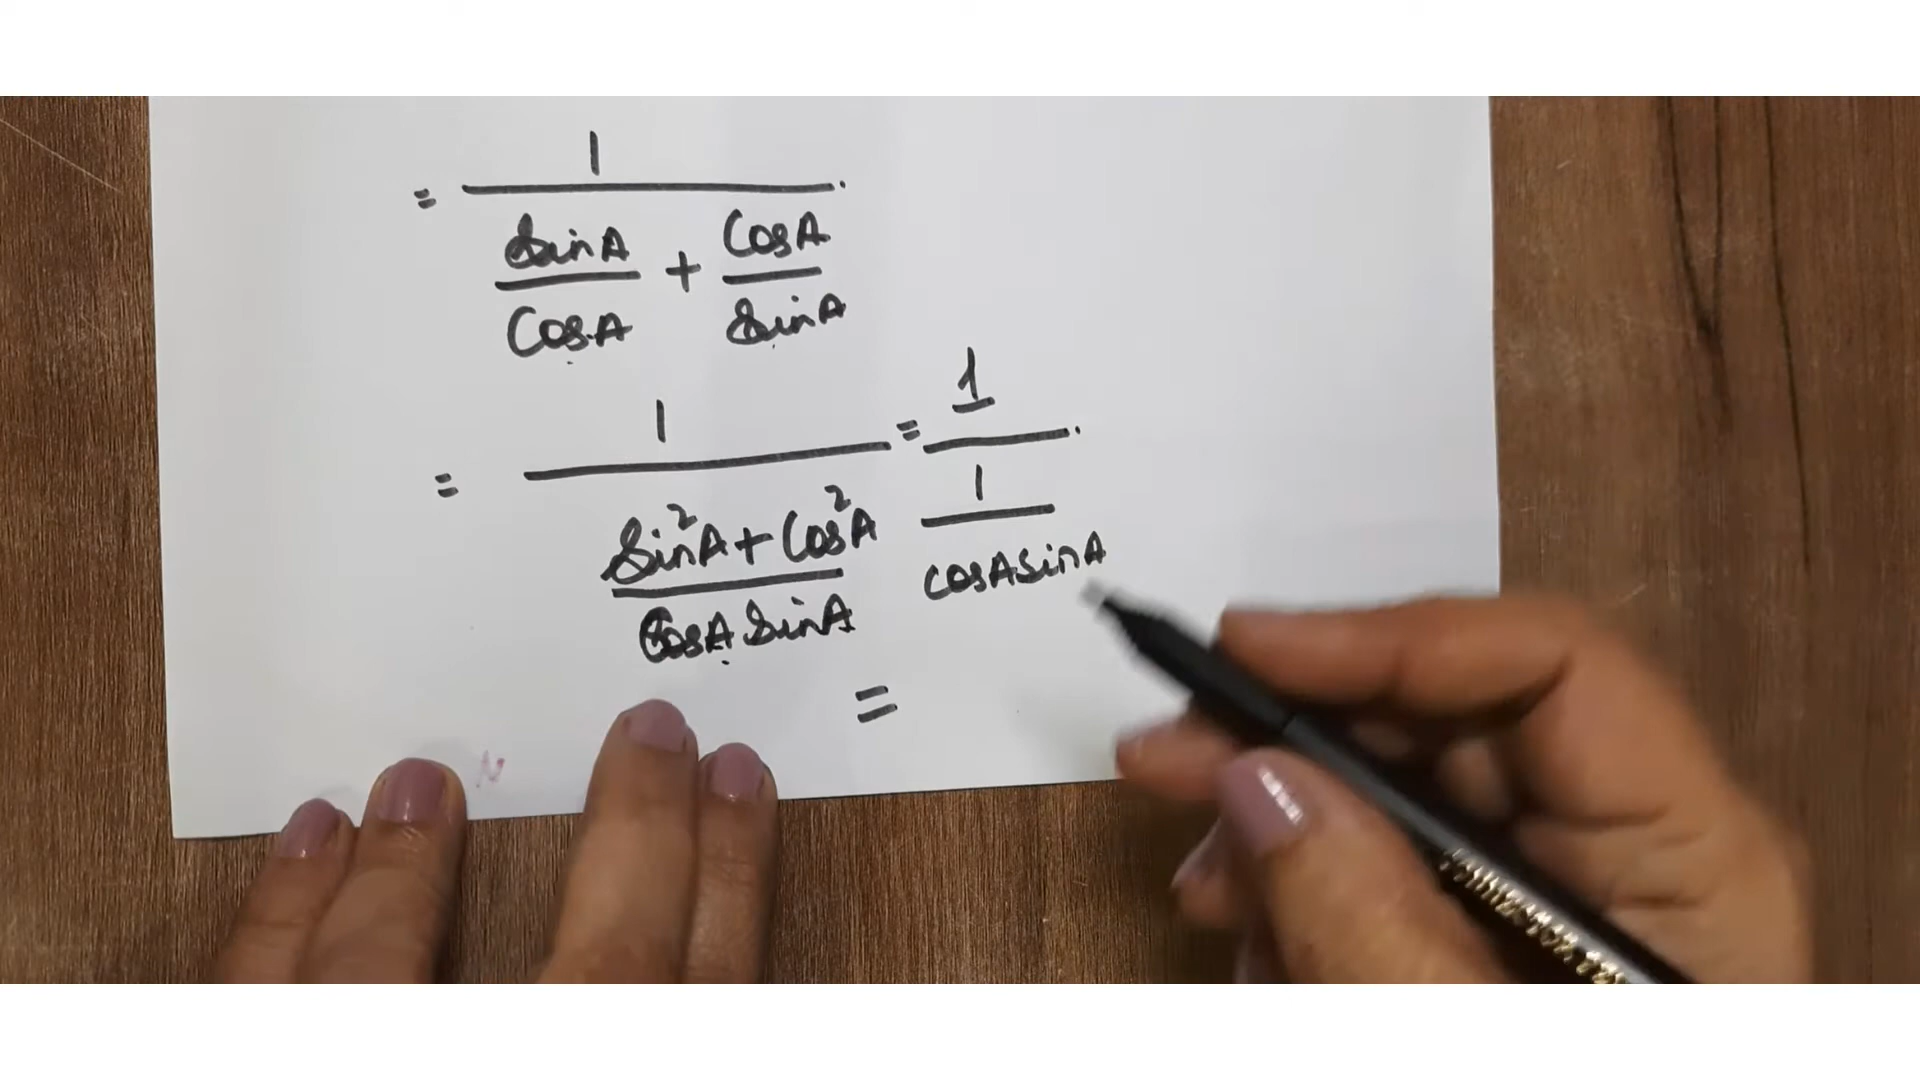 = 1 / (SinA/CosA + CosA/SinA)
= 1 / ((Sin²A + Cos²A)/(CosA SinA)) = 1 / (1/(CosASinA))
=